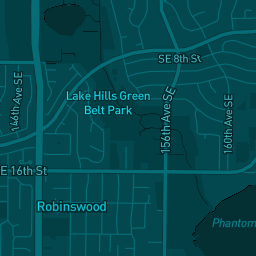 SE 8th St
Lake Hills Green
Belt Park
146th Ave SE
156th Ave SE
160th Ave SE
E 16th St
Robinswood
Phantom